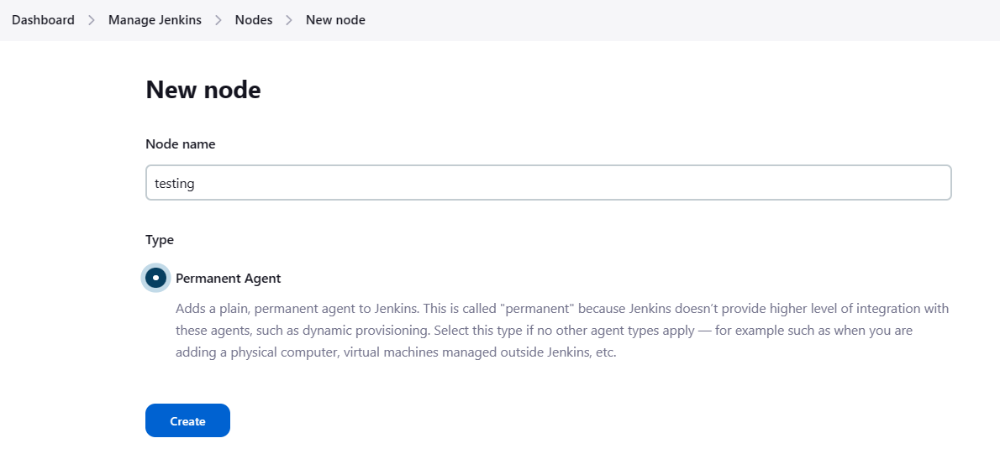 Dashboard > Manage Jenkins > Nodes > New node
New node
Node name
testing
Type
Permanent Agent
Adds a plain, permanent agent to Jenkins. This is called "permanent" because Jenkins doesn’t provide higher level of integration with
these agents, such as dynamic provisioning. Select this type if no other agent types apply — for example such as when you are
adding a physical computer, virtual machines managed outside Jenkins, etc.
Create